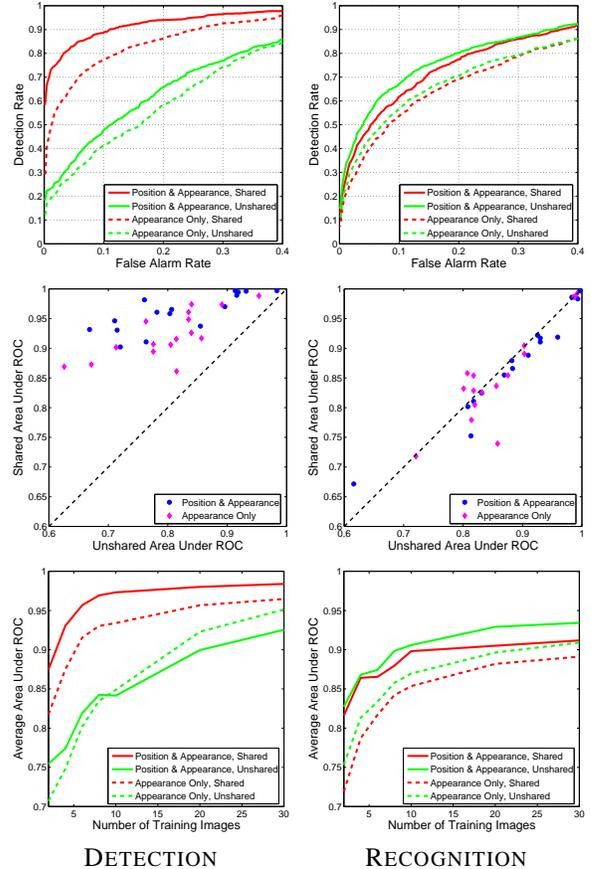 1
0.9
0.8
0.7
0.6
0.5
0.4
0.3
0.2
0.1
0
Detection Rate
0 0.1 0.2 0.3 0.4
False Alarm Rate
Position & Appearance, Shared
Position & Appearance, Unshared
Appearance Only, Shared
Appearance Only, Unshared
1
0.9
0.8
0.7
0.6
0.5
0.4
0.3
0.2
0.1
0
Detection Rate
0 0.1 0.2 0.3 0.4
False Alarm Rate
Position & Appearance, Shared
Position & Appearance, Unshared
Appearance Only, Shared
Appearance Only, Unshared
1
0.95
0.9
0.85
0.8
0.75
0.7
0.65
0.6
Shared Area Under ROC
0.6 0.7 0.8 0.9 1
Unshared Area Under ROC
Position & Appearance
Appearance Only
1
0.95
0.9
0.85
0.8
0.75
0.7
0.65
0.6
Shared Area Under ROC
0.6 0.7 0.8 0.9 1
Unshared Area Under ROC
Position & Appearance
Appearance Only
1
0.95
0.9
0.85
0.8
0.75
0.7
Average Area Under ROC
5 10 15 20 25 30
Number of Training Images
Position & Appearance, Shared
Position & Appearance, Unshared
Appearance Only, Shared
Appearance Only, Unshared
1
0.95
0.9
0.85
0.8
0.75
0.7
Average Area Under ROC
5 10 15 20 25 30
Number of Training Images
Position & Appearance, Shared
Position & Appearance, Unshared
Appearance Only, Shared
Appearance Only, Unshared
DETECTION
RECOGNITION